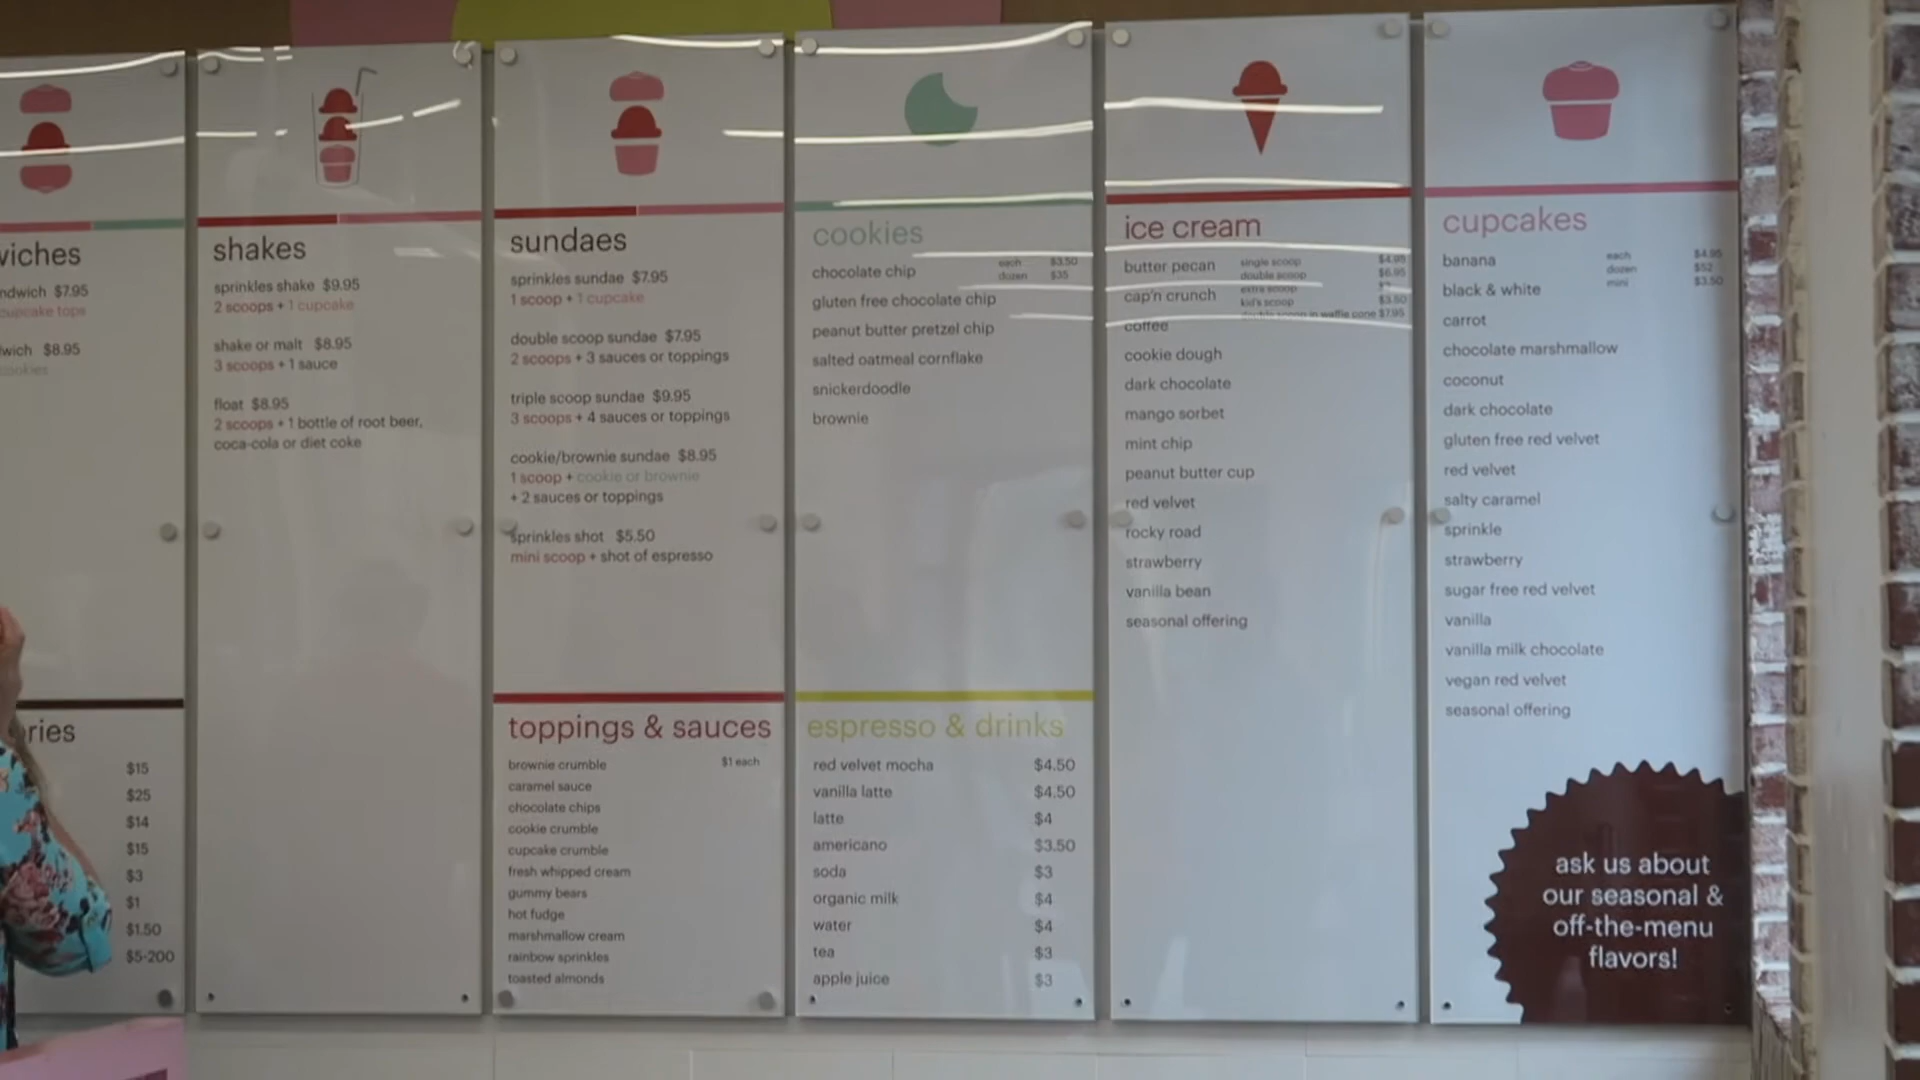 wiches
ndwich $7.95
cupcake tops
wich $8.95
cookies
ries
$15
$25
$14
$15
$3
$1
$1.50
$5-200
shakes
sprinkles shake $9.95
2 scoops + 1 cupcake
shake or malt $8.95
3 scoops + 1 sauce
float $8.95
2 scoops + 1 bottle of root beer,
coca-cola or diet coke
sundaes
sprinkles sundae $7.95
1 scoop + 1 cupcake
double scoop sundae $7.95
2 scoops + 3 sauces or toppings
triple scoop sundae $9.95
3 scoops + 4 sauces or toppings
cookie/brownie sundae $8.95
1 scoop + cookie or brownie
+ 2 sauces or toppings
sprinkles shot $5.50
mini scoop + shot of espresso
toppings & sauces
brownie crumble $1 each
caramel sauce
chocolate chips
cookie crumble
cupcake crumble
fresh whipped cream
gummy bears
hot fudge
marshmallow cream
rainbow sprinkles
toasted almonds
cookies
each $3.50
dozen $35
chocolate chip
gluten free chocolate chip
peanut butter pretzel chip
salted oatmeal cornflake
snickerdoodle
brownie
espresso & drinks
red velvet mocha $4.50
vanilla latte $4.50
latte $4
americano $3.50
soda $3
organic milk $4
water $4
tea $3
apple juice $3
ice cream
single scoop $4.95
double scoop $6.95
extra scoop
kid's scoop $3.50
double scoop in waffle cone $7.95
butter pecan
cap'n crunch
coffee
cookie dough
dark chocolate
mango sorbet
mint chip
peanut butter cup
red velvet
rocky road
strawberry
vanilla bean
seasonal offering
cupcakes
each $4.95
dozen $52
mini $3.50
banana
black & white
carrot
chocolate marshmallow
coconut
dark chocolate
gluten free red velvet
red velvet
salty caramel
sprinkle
strawberry
sugar free red velvet
vanilla
vanilla milk chocolate
vegan red velvet
seasonal offering
ask us about
our seasonal &
off-the-menu
flavors!